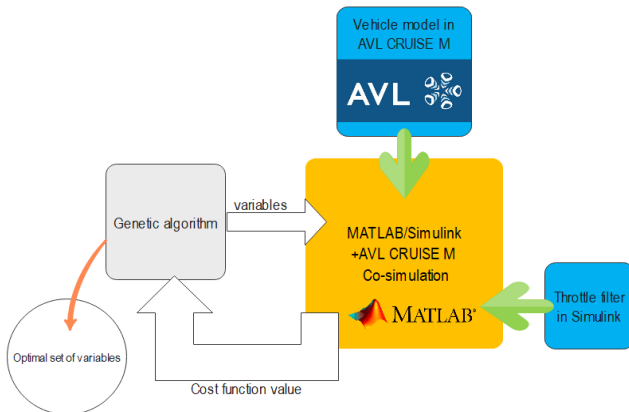 Vehicle model in
AVL CRUISE M
AVL
Genetic algorithm
variables
MATLAB/Simulink
+AVL CRUISE M
Co-simulation
MATLAB®
Throttle filter
in Simulink
Optimal set of variables
Cost function value